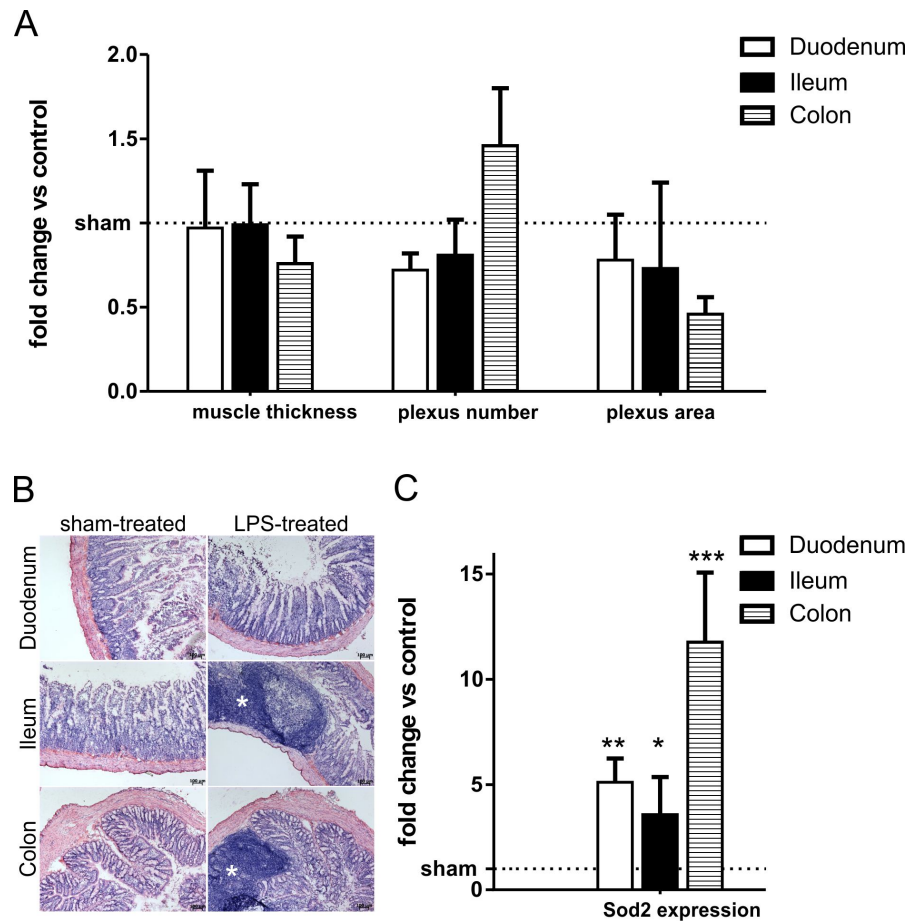 A
fold change vs control
2.0
1.5
sham
0.5
0.0
muscle thickness
plexus number
plexus area
Duodenum
Ileum
Colon
B
sham-treated
LPS-treated
Duodenum
Ileum
Colon
*
*
C
fold change vs control
15
10
5
sham
0
**
*
***
Sod2 expression
Duodenum
Ileum
Colon